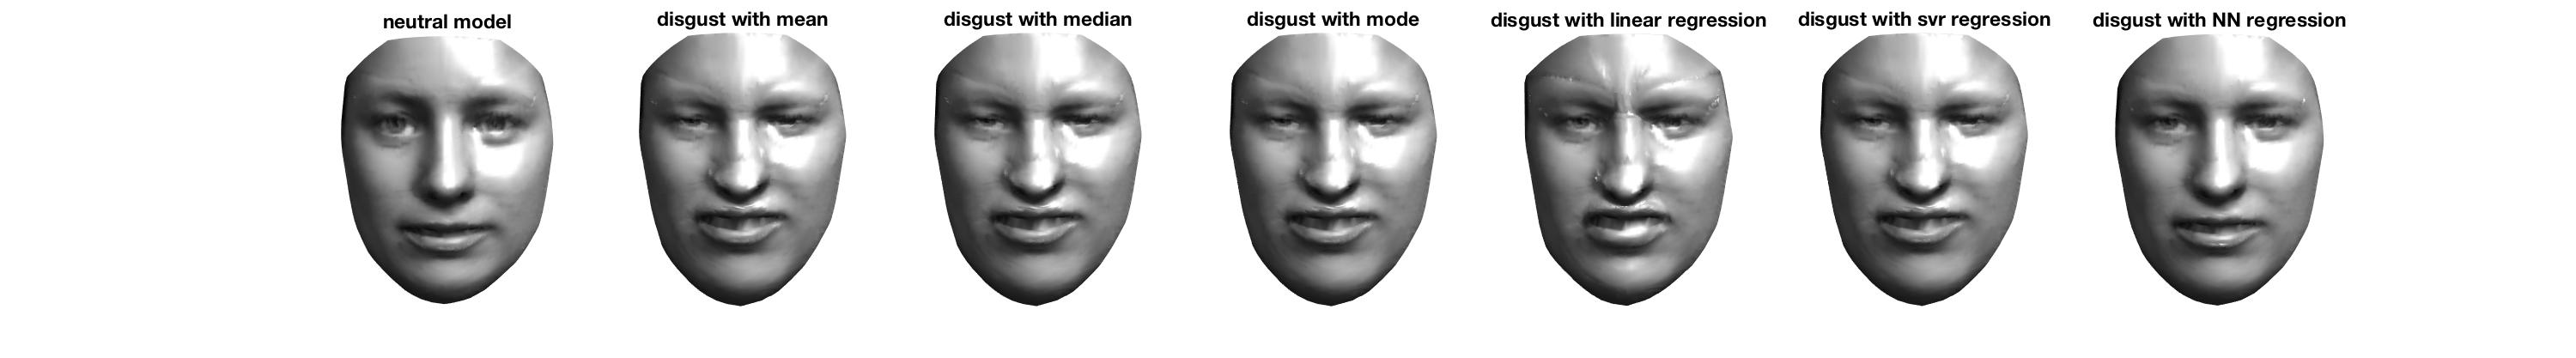 neutral model
disgust with mean
disgust with median
disgust with mode
disgust with linear regression
disgust with svr regression
disgust with NN regression